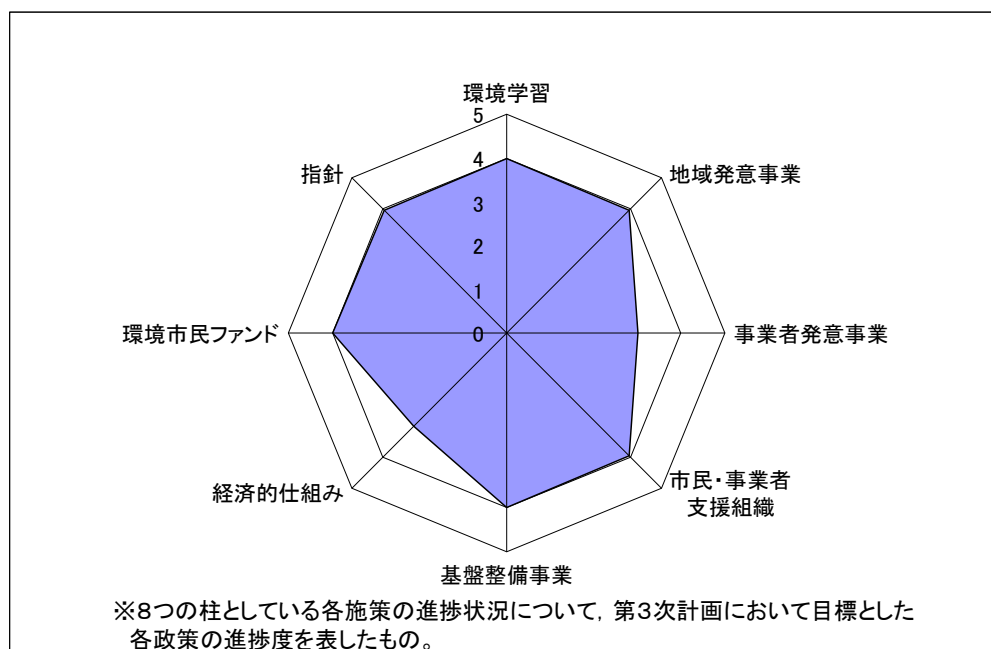 環境学習
5
4
3
2
1
0
地域発意事業
事業者発意事業
市民・事業者
支援組織
基盤整備事業
経済的仕組み
環境市民ファンド
指針
※8つの柱としている各施策の進捗状況について，第3次計画において目標とした
各政策の進捗度を表したもの。